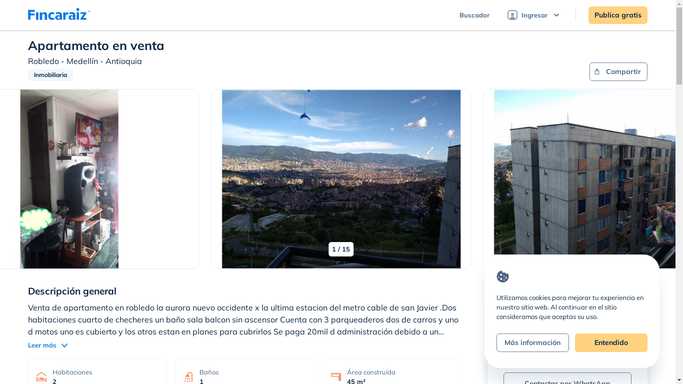 Fincaraiz
Buscador
Ingresar
Publica gratis
Apartamento en venta
Robledo - Medellín - Antioquia
Inmobiliaria
Compartir
1 / 15
Descripción general
Venta de apartamento en robledo la aurora nuevo occidente x la ultima estacion del metro cable de san Javier .Dos
habitaciones cuarto de checheres un baño sala balcon sin ascensor Cuenta con 3 parqueaderos dos de carros y uno
d motos uno es cubierto y los otros estan en planes para cubrirlos Se paga 20mil d administración debido a un...
Leer más
Habitaciones
2
Baños
1
Área construida
45 m²
Utilizamos cookies para mejorar tu experiencia en
nuestro sitio web. Al continuar en el sitio
consideramos que aceptas su uso.
Más información
Entendido
Contactar por WhatsApp